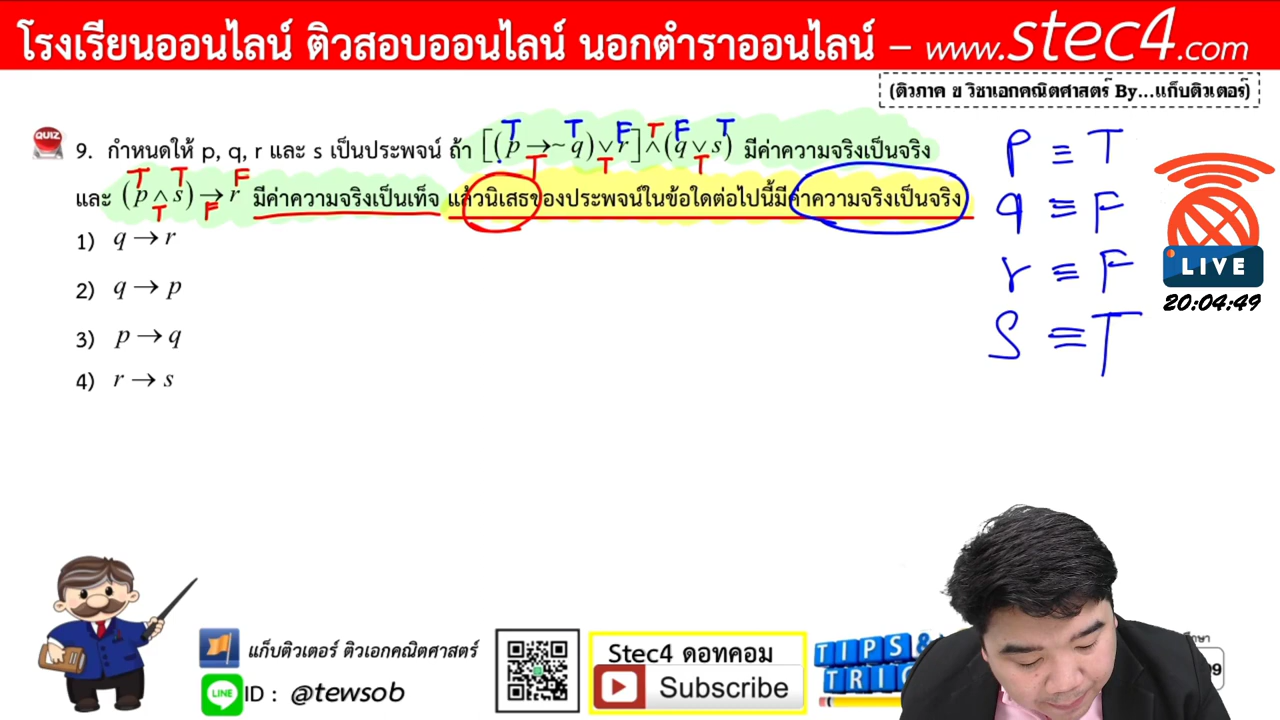 โรงเรียนออนไลน์ ติวสอบออนไลน์ นอกตำราออนไลน์ – www.stec4.com
(ติวภาค ข วิชาเอกคณิตศาสตร์ By...แก็บติวเตอร์)
QUIZ
T T F T F T
9. กำหนดให้ p, q, r และ s เป็นประพจน์ ถ้า [(p → ~ q) ∨ r] ∧ (q ∨ s) มีค่าความจริงเป็นจริง
T T T
T T F
และ (p ∧ s) → r มีค่าความจริงเป็นเท็จ แล้วนิเสธของประพจน์ในข้อใดต่อไปนี้มีค่าความจริงเป็นจริง
T F
1) q → r
2) q → p
3) p → q
4) r → s
P ≡ T
q ≡ F
r ≡ F
S ≡ T
LIVE
20:04:49
แก็บติวเตอร์ ติวเอกคณิตศาสตร์
LINE ID : @tewsob
Stec4 ดอทคอม
Subscribe
TIPS &